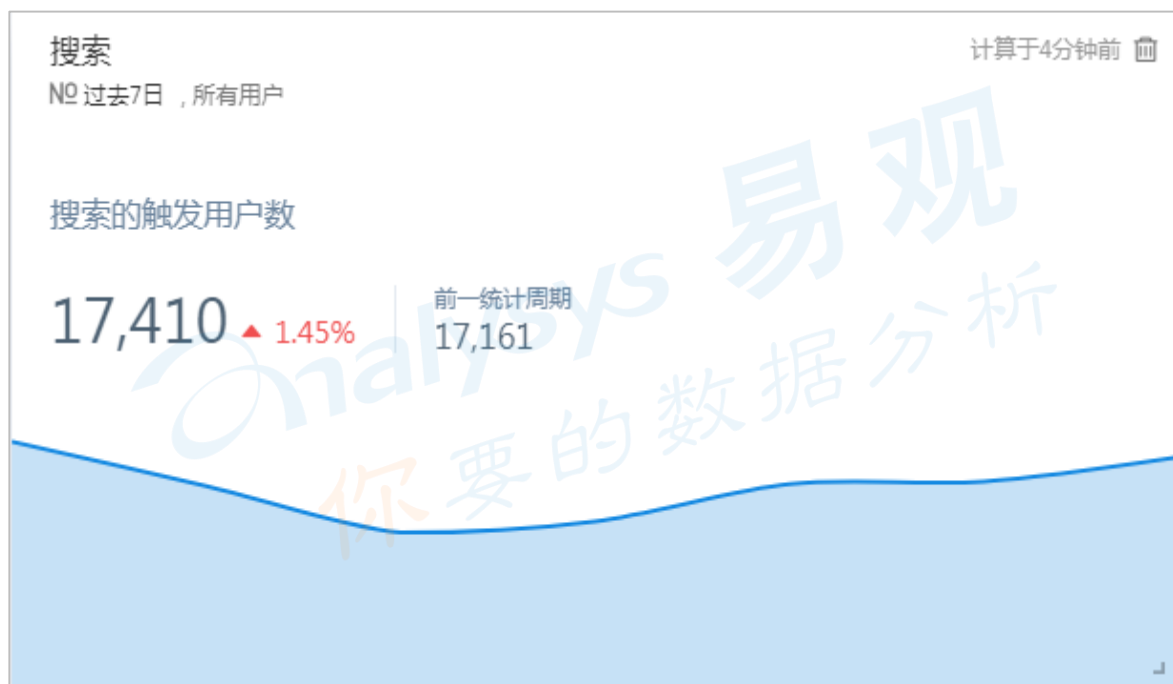 搜索
计算于4分钟前
№ 过去7日 , 所有用户
搜索的触发用户数
17,410 ▲ 1.45%
前一统计周期
17,161
analysys 易观
你要的数据分析